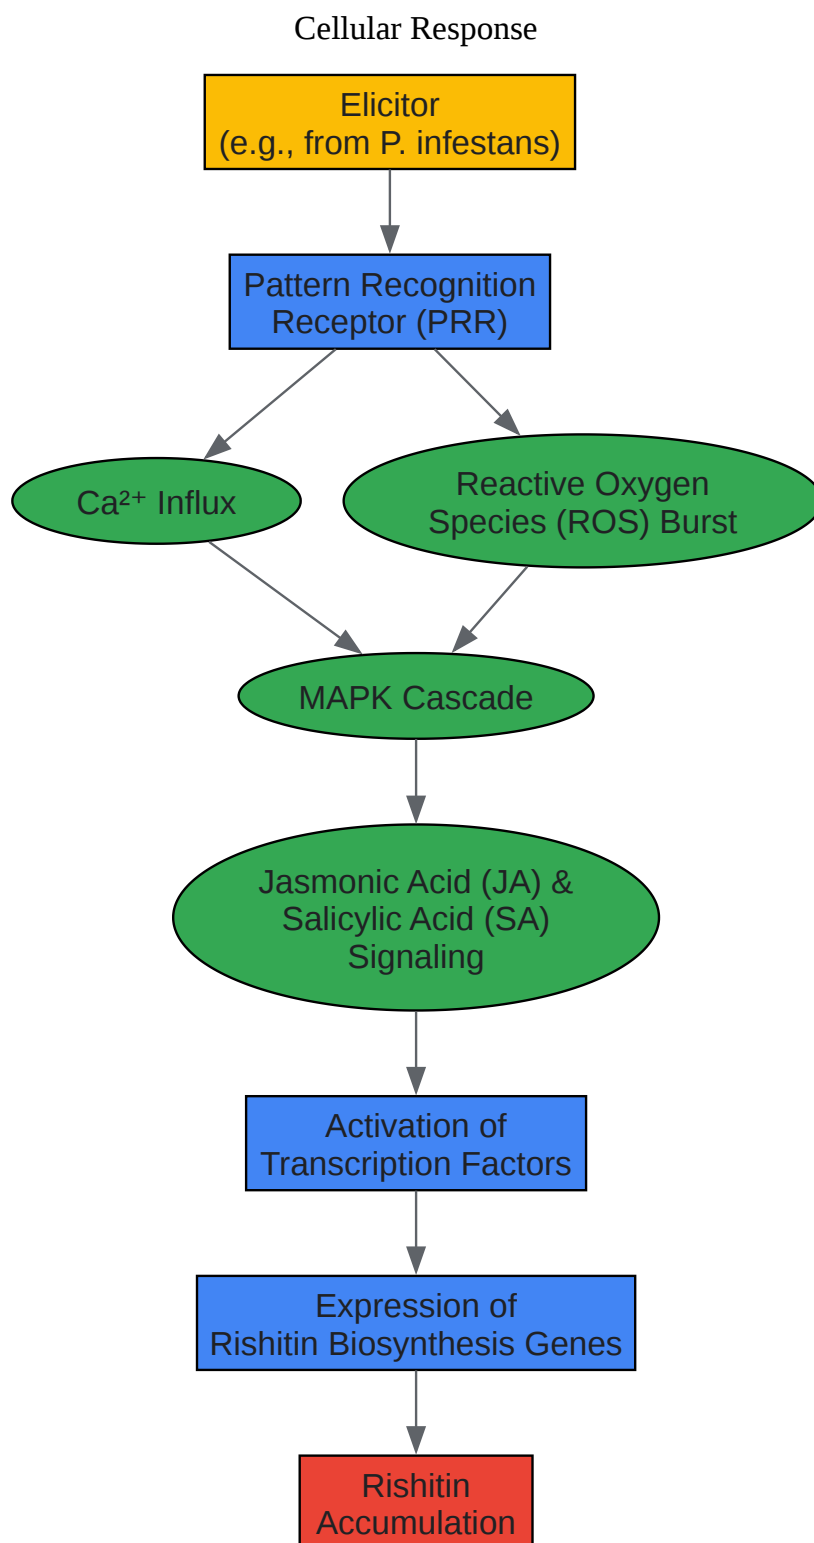 Cellular Response
Elicitor
(e.g., from P. infestans)
Pattern Recognition
Receptor (PRR)
Ca²⁺ Influx
Reactive Oxygen
Species (ROS) Burst
MAPK Cascade
Jasmonic Acid (JA) &
Salicylic Acid (SA)
Signaling
Activation of
Transcription Factors
Expression of
Rishitin Biosynthesis Genes
Rishitin
Accumulation